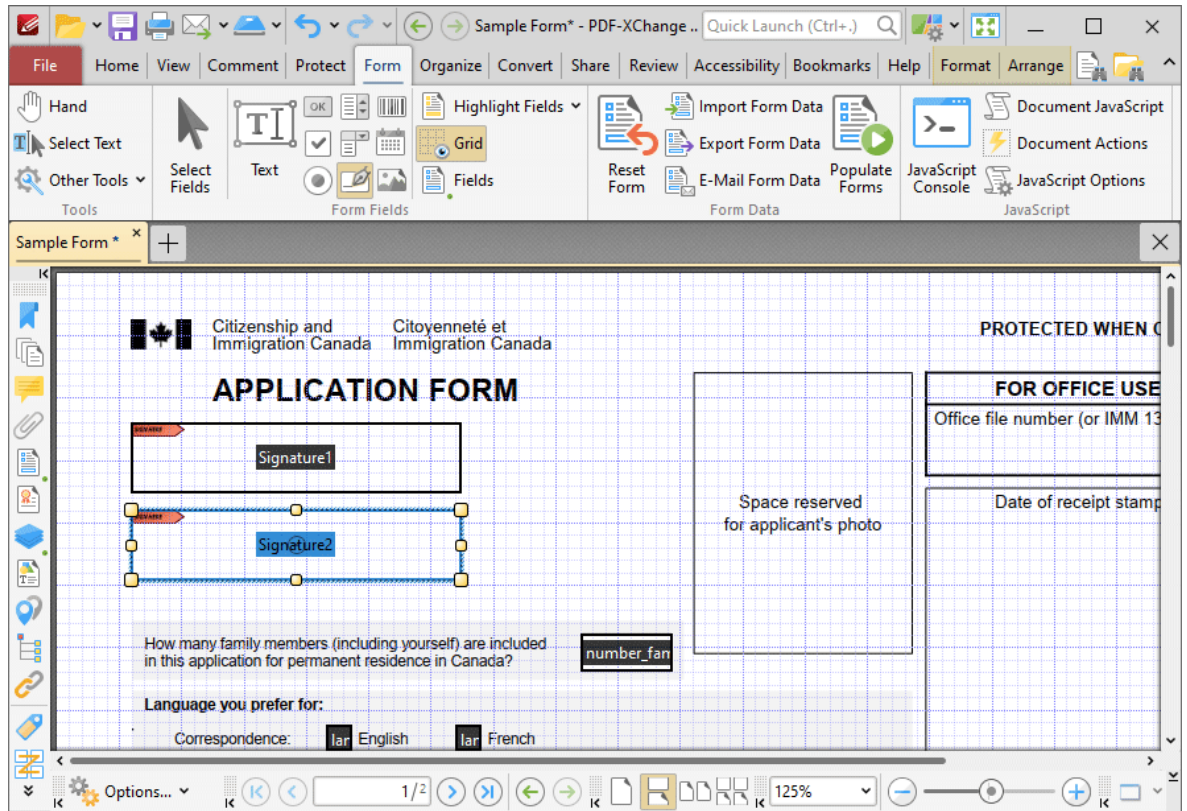 Sample Form* - PDF-XChange ..
Quick Launch (Ctrl+.)
File Home View Comment Protect Form Organize Convert Share Review Accessibility Bookmarks Help Format Arrange
Hand
Select Text
Other Tools
Tools
Select Fields
Text
OK
Highlight Fields
Grid
Fields
Form Fields
Reset Form
Import Form Data
Export Form Data
E-Mail Form Data
Populate Forms
Form Data
JavaScript Console
Document JavaScript
Document Actions
JavaScript Options
JavaScript
Sample Form *
Citizenship and Citoyenneté et
Immigration Canada Immigration Canada
PROTECTED WHEN
APPLICATION FORM
FOR OFFICE USE
Office file number (or IMM 13
Signature1
Space reserved
for applicant's photo
Date of receipt stamp
Signature2
How many family members (including yourself) are included
in this application for permanent residence in Canada?
number_fam
Language you prefer for:
Correspondence: lar English lar French
Options...
1/2
125%